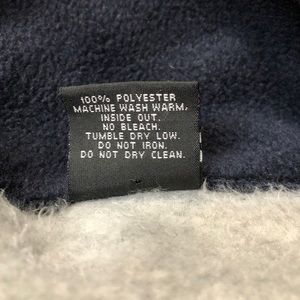 100% POLYESTER
MACHINE WASH WARM,
INSIDE OUT.
NO BLEACH.
TUMBLE DRY LOW.
DO NOT IRON.
DO NOT DRY CLEAN.